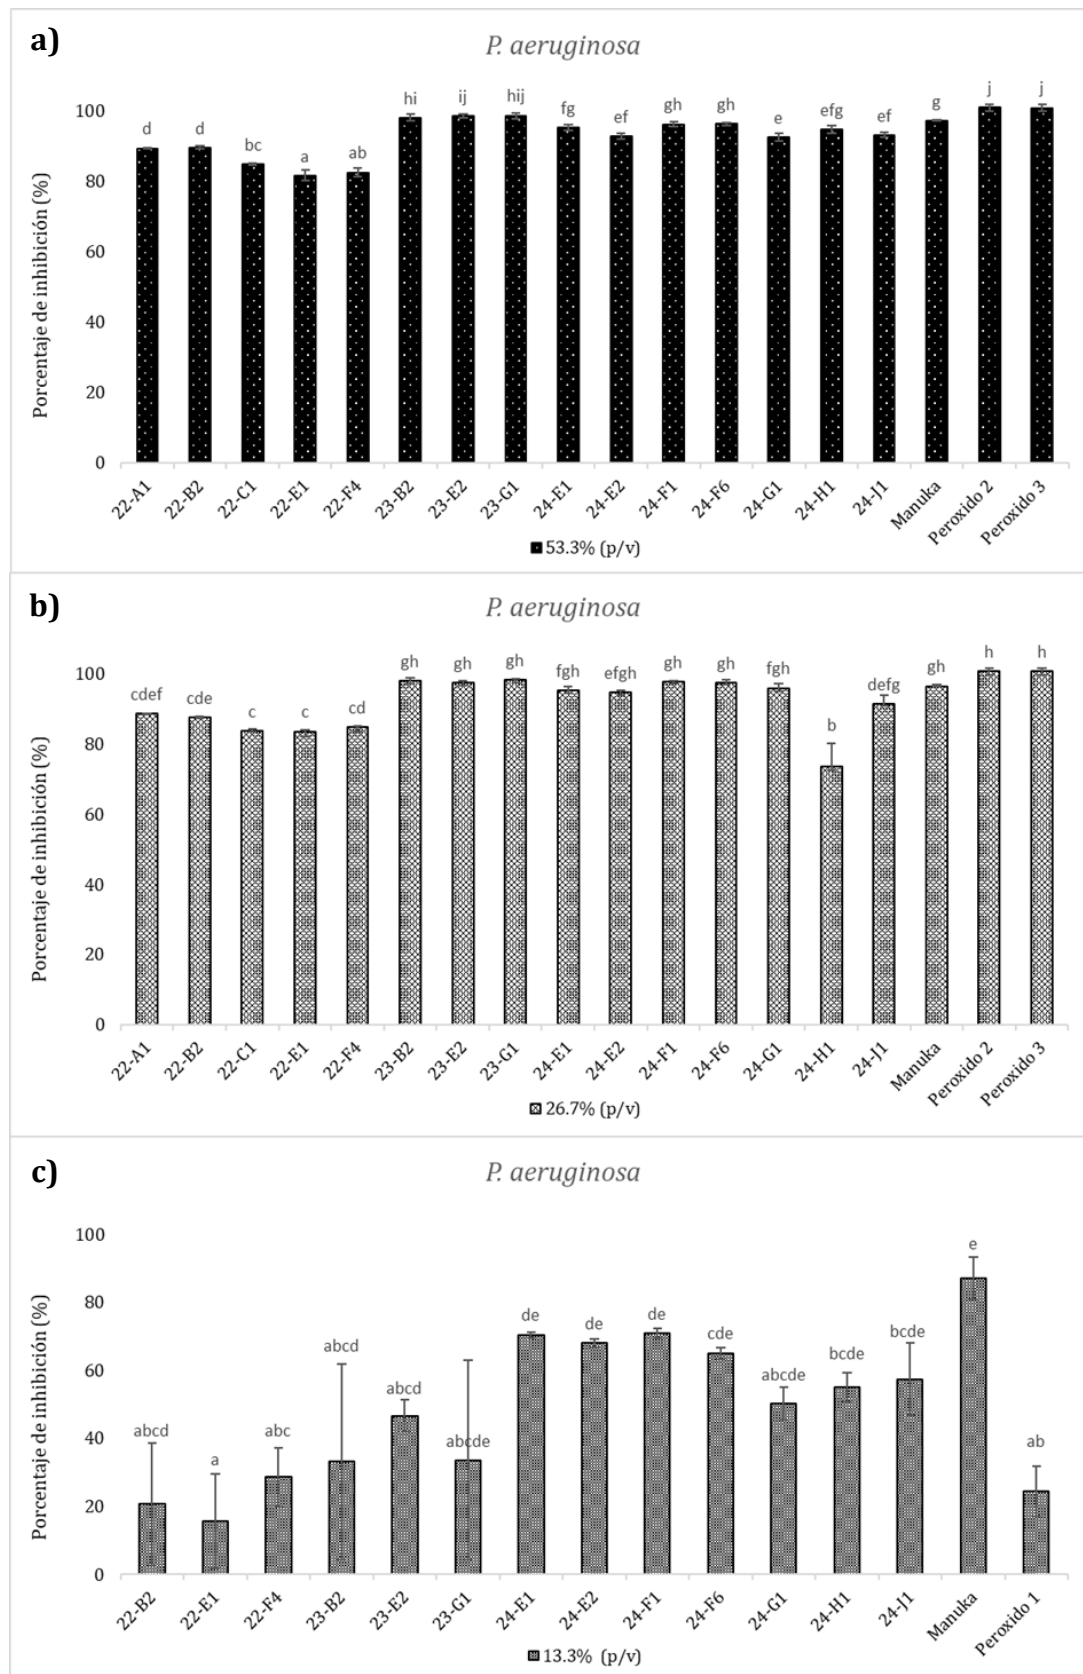 a)
P. aeruginosa
Porcentaje de inhibición (%)
100
80
60
40
20
0
d d bc a ab hi ij hij fg ef gh gh e efg ef g j j
22-A1 22-B2 22-C1 22-E1 22-F4 23-B2 23-E2 23-G1 24-E1 24-E2 24-F1 24-F6 24-G1 24-H1 24-J1 Manuka Peroxido 2 Peroxido 3
53.3% (p/v)
b)
P. aeruginosa
Porcentaje de inhibición (%)
100
80
60
40
20
0
cdef cde c c cd gh gh gh fgh efgh gh gh fgh b defg gh h h
22-A1 22-B2 22-C1 22-E1 22-F4 23-B2 23-E2 23-G1 24-E1 24-E2 24-F1 24-F6 24-G1 24-H1 24-J1 Manuka Peroxido 2 Peroxido 3
26.7% (p/v)
c)
P. aeruginosa
Porcentaje de inhibición (%)
100
80
60
40
20
0
abcd a abc abcd abcd abcde de de de cde abcde bcde bcde e ab
22-B2 22-E1 22-F4 23-B2 23-E2 23-G1 24-E1 24-E2 24-F1 24-F6 24-G1 24-H1 24-J1 Manuka Peroxido 1
13.3% (p/v)